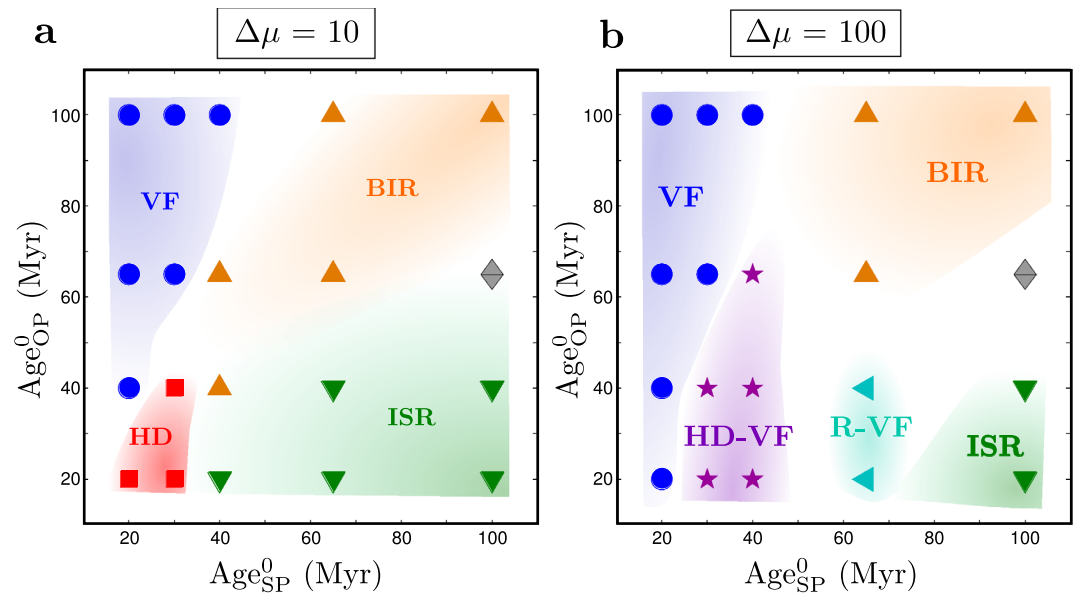 a
Δμ = 10
100
80
60
40
20
20
40
60
80
100
Age⁰_OP (Myr)
Age⁰_SP (Myr)
VF
BIR
HD
ISR
b
Δμ = 100
100
80
60
40
20
20
40
60
80
100
Age⁰_OP (Myr)
Age⁰_SP (Myr)
VF
BIR
HD-VF
R-VF
ISR